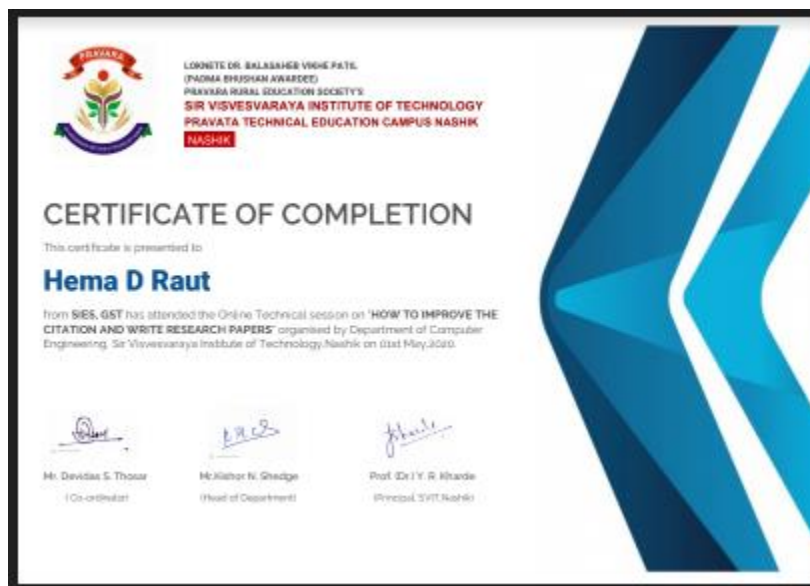 PRAVARA
LOKNETE DR. BALASAHEB VIKHE PATIL
(PADMA BHUSHAN AWARDEE)
PRAVARA RURAL EDUCATION SOCIETY'S
SIR VISVESVARAYA INSTITUTE OF TECHNOLOGY
PRAVATA TECHNICAL EDUCATION CAMPUS NASHIK
NASHIK
CERTIFICATE OF COMPLETION
This certificate is presented to
Hema D Raut
from SIES, GST has attended the Online Technical session on "HOW TO IMPROVE THE
CITATION AND WRITE RESEARCH PAPERS" organised by Department of Computer
Engineering, Sir Visvesvaraya Institute of Technology,Nashik on 01st May,2020.
Mr. Devidas S. Thosar
(Co-ordinator)
Mr.Kishor N. Shedge
(Head of Department)
Prof. (Dr.) Y. R. Kharde
(Principal, SVIT,Nashik)